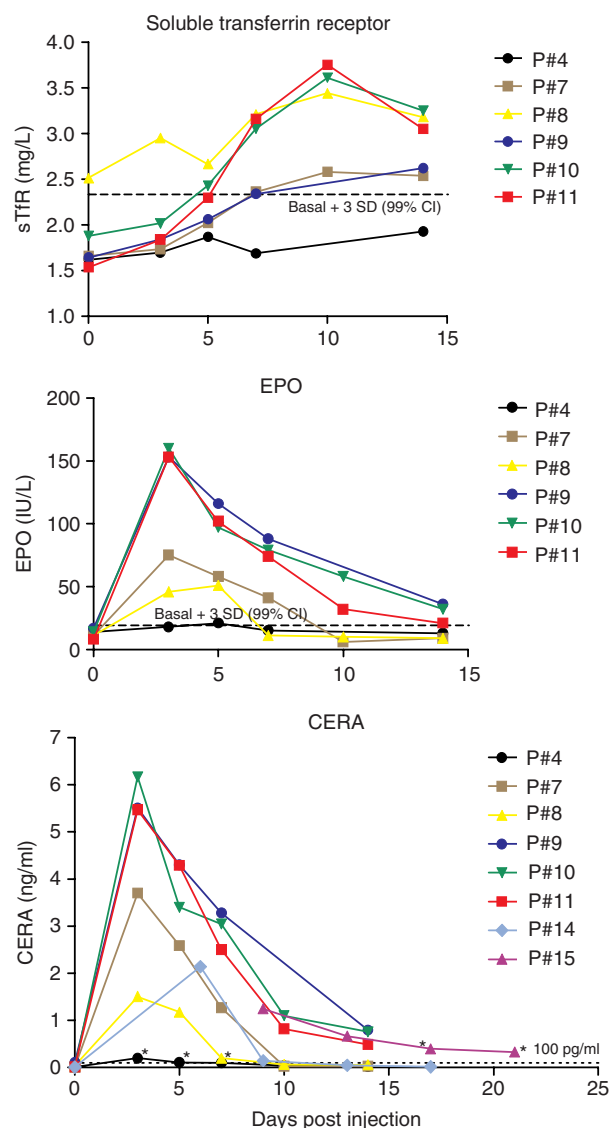 Soluble transferrin receptor
4.0
3.5
3.0
2.5
2.0
1.5
1.0
sTfR (mg/L)
Basal + 3 SD (99% CI)
0
5
10
15
P#4
P#7
P#8
P#9
P#10
P#11
EPO
200
150
100
50
0
EPO (IU/L)
Basal + 3 SD (99% CI)
0
5
10
15
P#4
P#7
P#8
P#9
P#10
P#11
CERA
7
6
5
4
3
2
1
0
CERA (ng/ml)
P#4
P#7
P#8
P#9
P#10
P#11
P#14
P#15
* * * * * 100 pg/ml
0
5
10
15
20
25
Days post injection